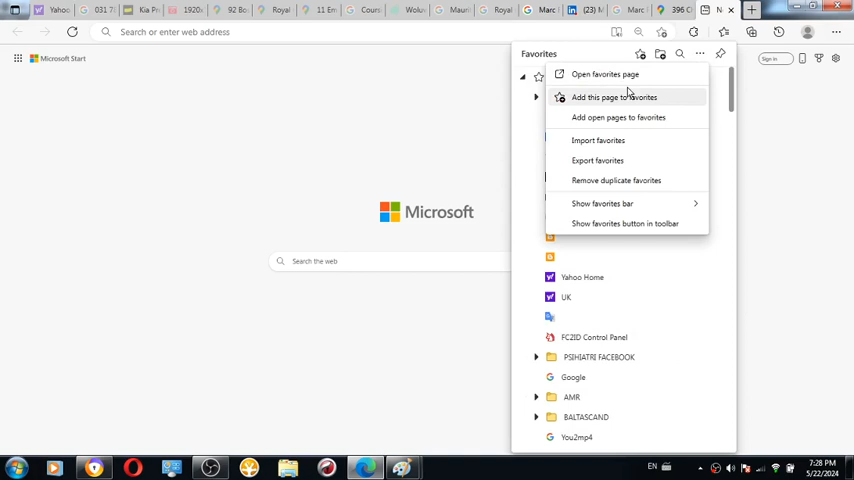 Yahoo
031 7
Kia Pr
1920x
92 Bo
Royal
11 En
Cours
Woluv
Mauri
Royal
Marc
(23) M
Marc
396 C
N
Search or enter web address
Microsoft Start
Sign in
Favorites
Open favorites page
Add this page to favorites
Add open pages to favorites
Import favorites
Export favorites
Remove duplicate favorites
Show favorites bar
Show favorites button in toolbar
Microsoft
Search the web
Yahoo Home
UK
FC2ID Control Panel
PSIHIATRI FACEBOOK
Google
AMR
BALTASCAND
You2mp4
EN
7:28 PM
5/22/2024